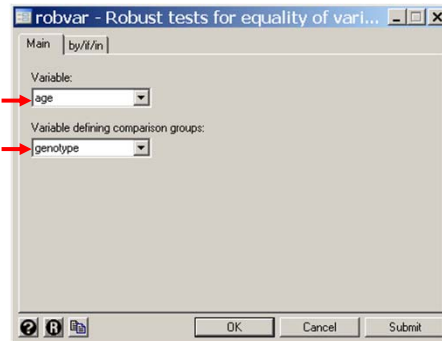 robvar - Robust tests for equality of vari...
Main by/if/in
Variable:
age
Variable defining comparison groups:
genotype
? R OK Cancel Submit